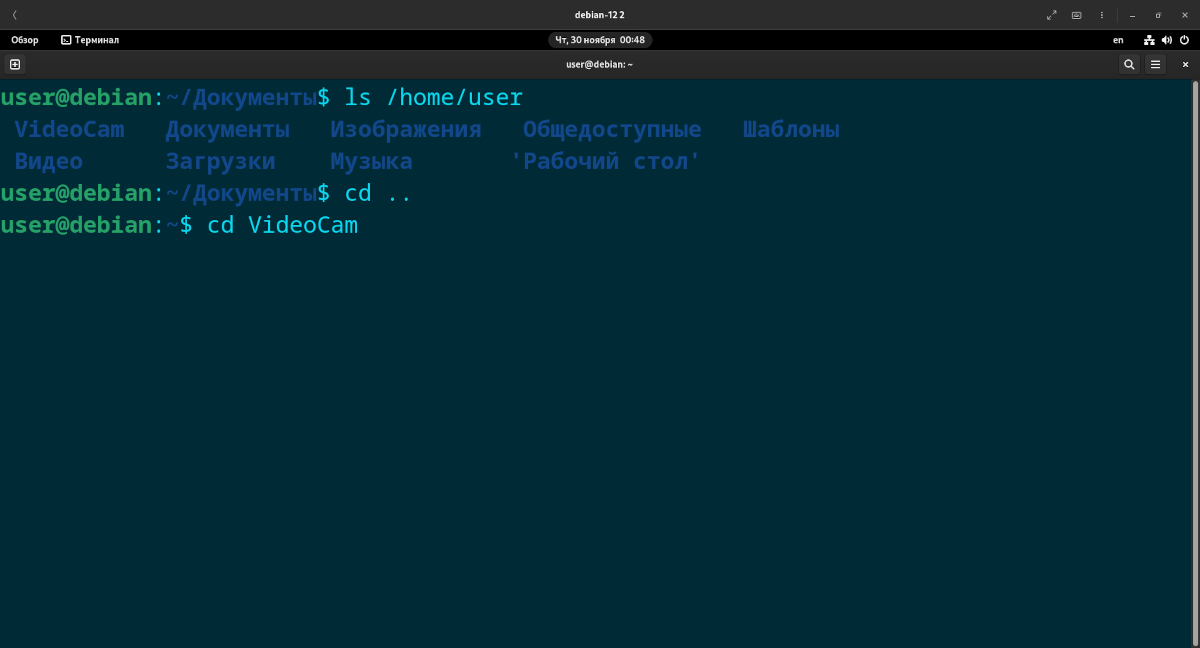 debian-12 2
Обзор Терминал Чт, 30 ноября 00:48 en
user@debian: ~
user@debian:~/Документы$ ls /home/user
VideoCam Документы Изображения Общедоступные Шаблоны
Видео Загрузки Музыка 'Рабочий стол'
user@debian:~/Документы$ cd ..
user@debian:~$ cd VideoCam